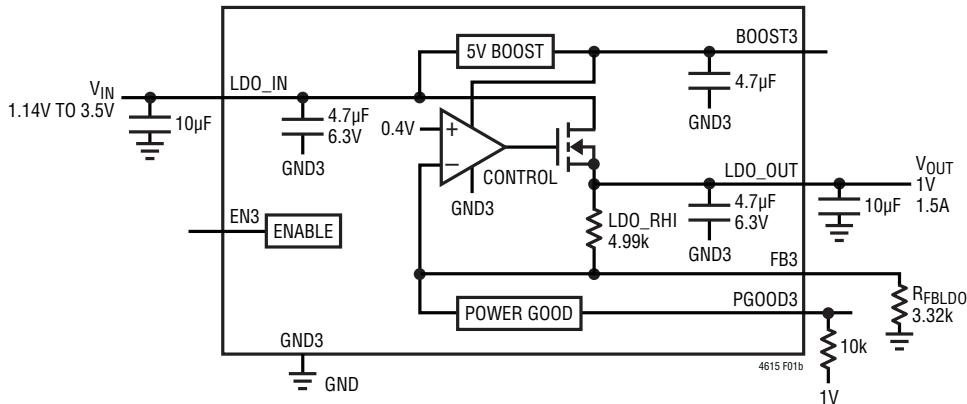 5V BOOST
BOOST3
VIN
1.14V TO 3.5V
LDO_IN
10µF
4.7µF
6.3V
GND3
0.4V
+
–
GND3
CONTROL
4.7µF
GND3
LDO_OUT
VOUT
1V
1.5A
4.7µF
6.3V
GND3
10µF
LDO_RHI
4.99k
EN3
ENABLE
FB3
POWER GOOD
PGOOD3
RFBLDO
3.32k
GND3
GND
10k
1V
4615 F01b